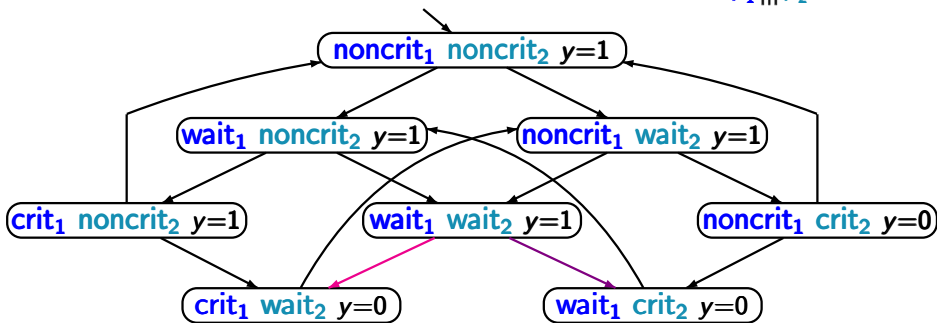 noncrit₁ noncrit₂ y=1
wait₁ noncrit₂ y=1 noncrit₁ wait₂ y=1
crit₁ noncrit₂ y=1 wait₁ wait₂ y=1 noncrit₁ crit₂ y=0
crit₁ wait₂ y=0 wait₁ crit₂ y=0